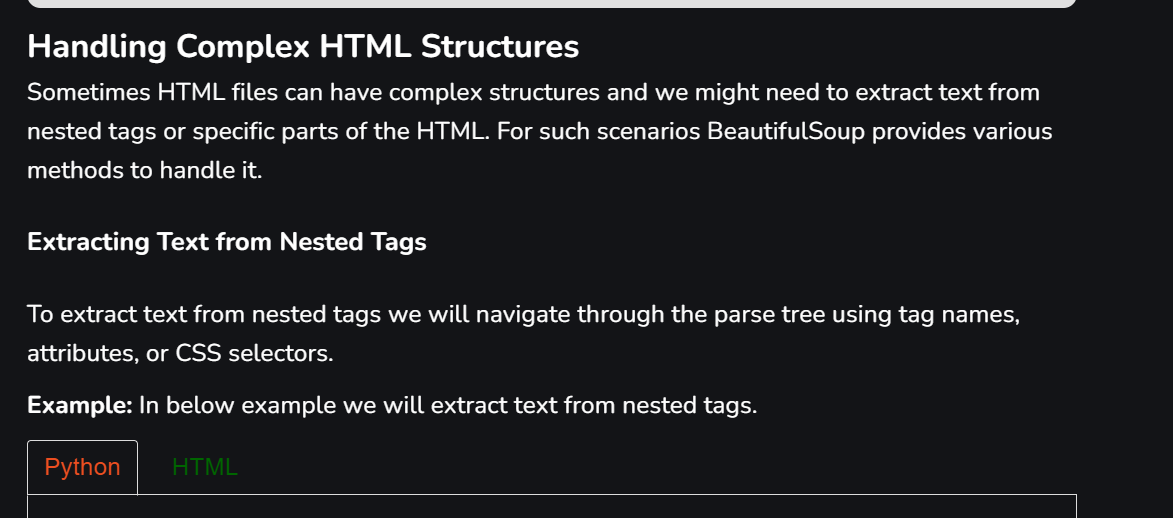 Handling Complex HTML Structures
Sometimes HTML files can have complex structures and we might need to extract text from
nested tags or specific parts of the HTML. For such scenarios BeautifulSoup provides various
methods to handle it.
Extracting Text from Nested Tags
To extract text from nested tags we will navigate through the parse tree using tag names,
attributes, or CSS selectors.
Example: In below example we will extract text from nested tags.
Python HTML